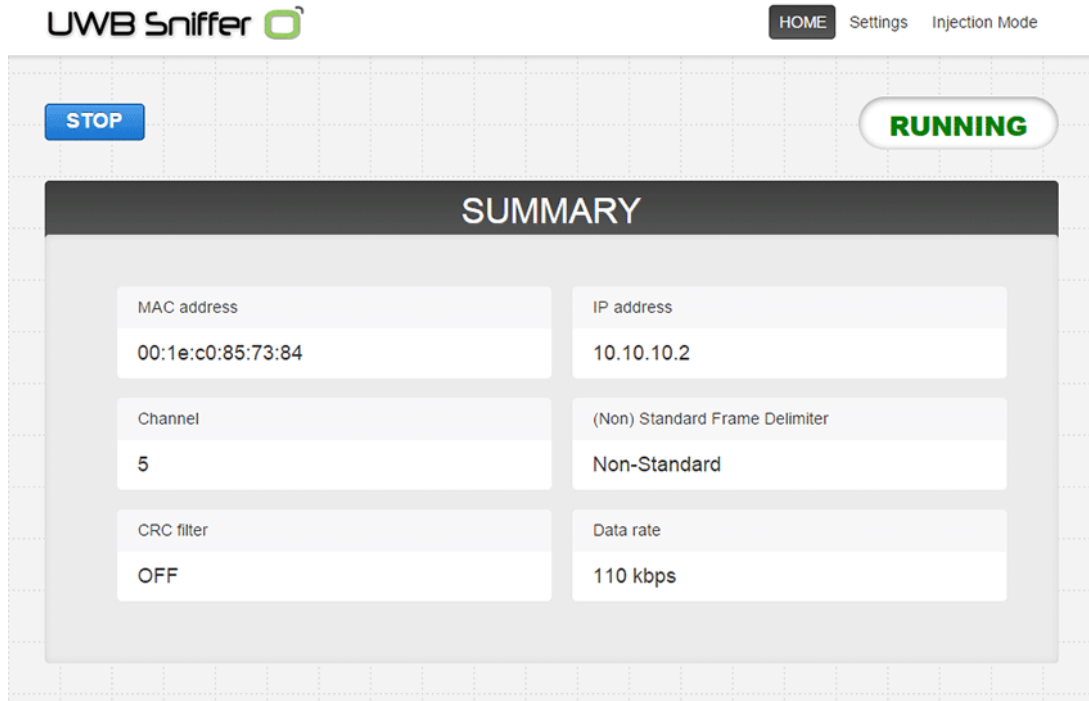 UWB Sniffer
HOME Settings Injection Mode
STOP
RUNNING
SUMMARY
MAC address
00:1e:c0:85:73:84
IP address
10.10.10.2
Channel
5
(Non) Standard Frame Delimiter
Non-Standard
CRC filter
OFF
Data rate
110 kbps